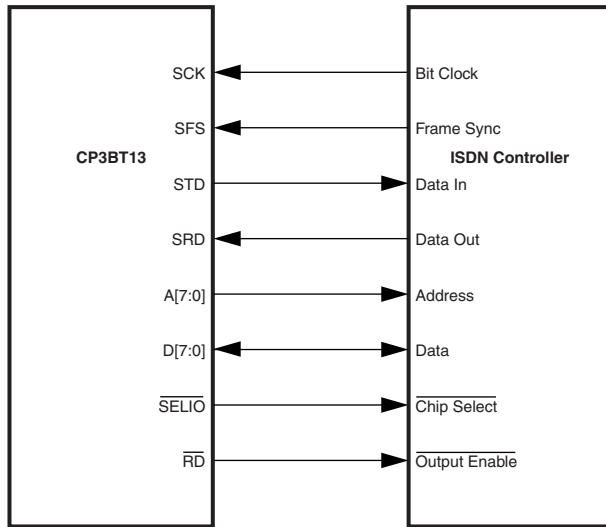 SCK Bit Clock
SFS Frame Sync
CP3BT13 ISDN Controller
STD Data In
SRD Data Out
A[7:0] Address
D[7:0] Data
SELIO Chip Select
RD Output Enable